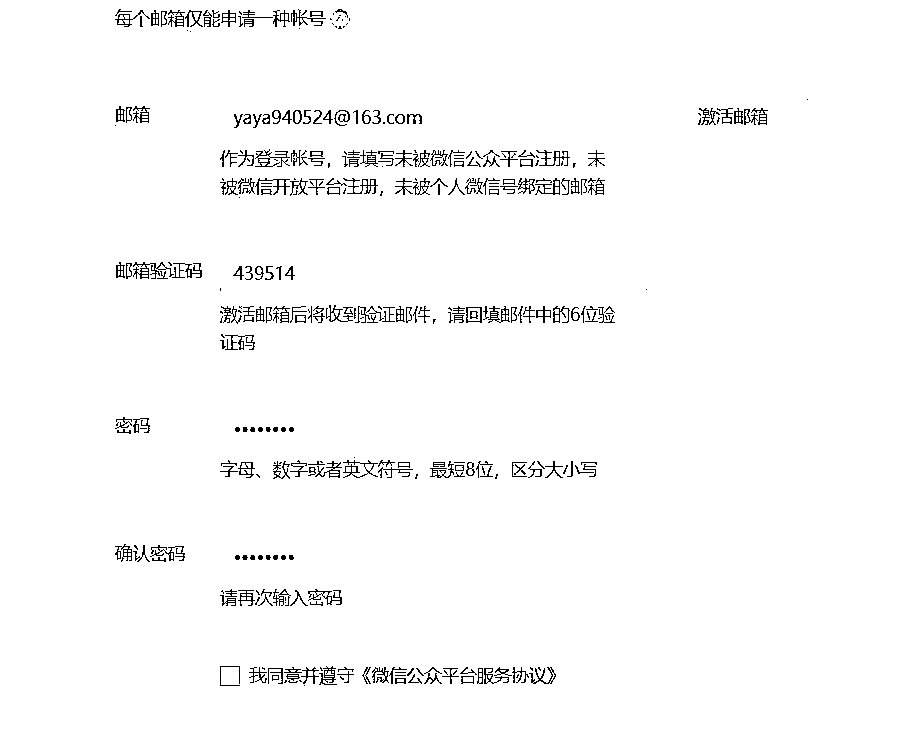 每个邮箱仅能申请一种帐号
邮箱 yaya940524@163.com 激活邮箱
作为登录帐号，请填写未被微信公众平台注册，未
被微信开放平台注册，未被个人微信号绑定的邮箱
邮箱验证码 439514
激活邮箱后将收到验证邮件，请回填邮件中的6位验
证码
密码 ••••••••
字母、数字或者英文符号，最短8位，区分大小写
确认密码 ••••••••
请再次输入密码
我同意并遵守《微信公众平台服务协议》